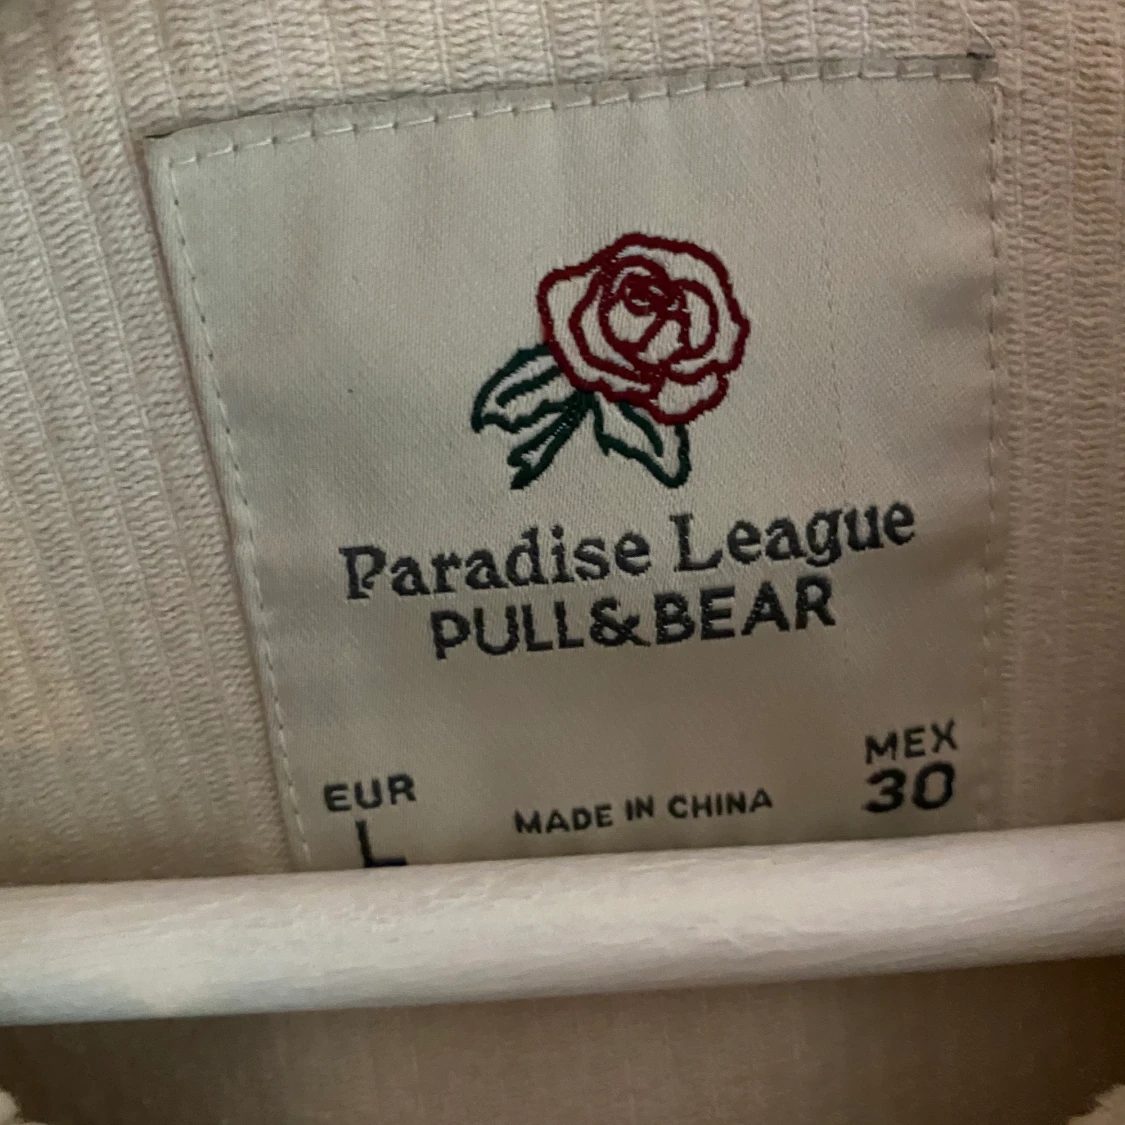 Paradise League
PULL&BEAR
EUR
L
MADE IN CHINA
MEX
30